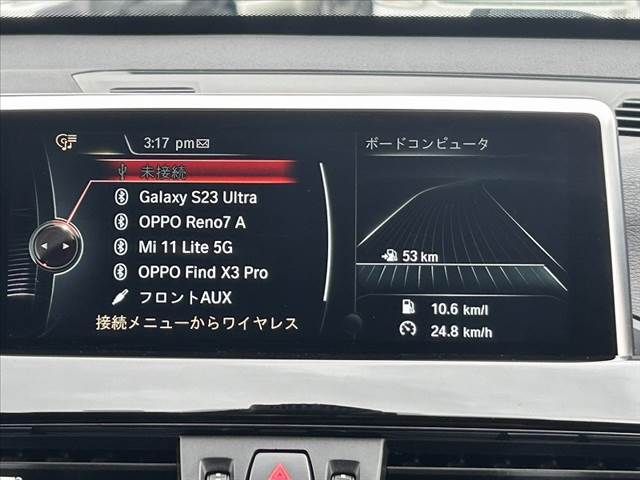 3:17 pm
未接続
Galaxy S23 Ultra
OPPO Reno7 A
Mi 11 Lite 5G
OPPO Find X3 Pro
フロントAUX
接続メニューからワイヤレス
ボードコンピュータ
53 km
10.6 km/l
24.8 km/h